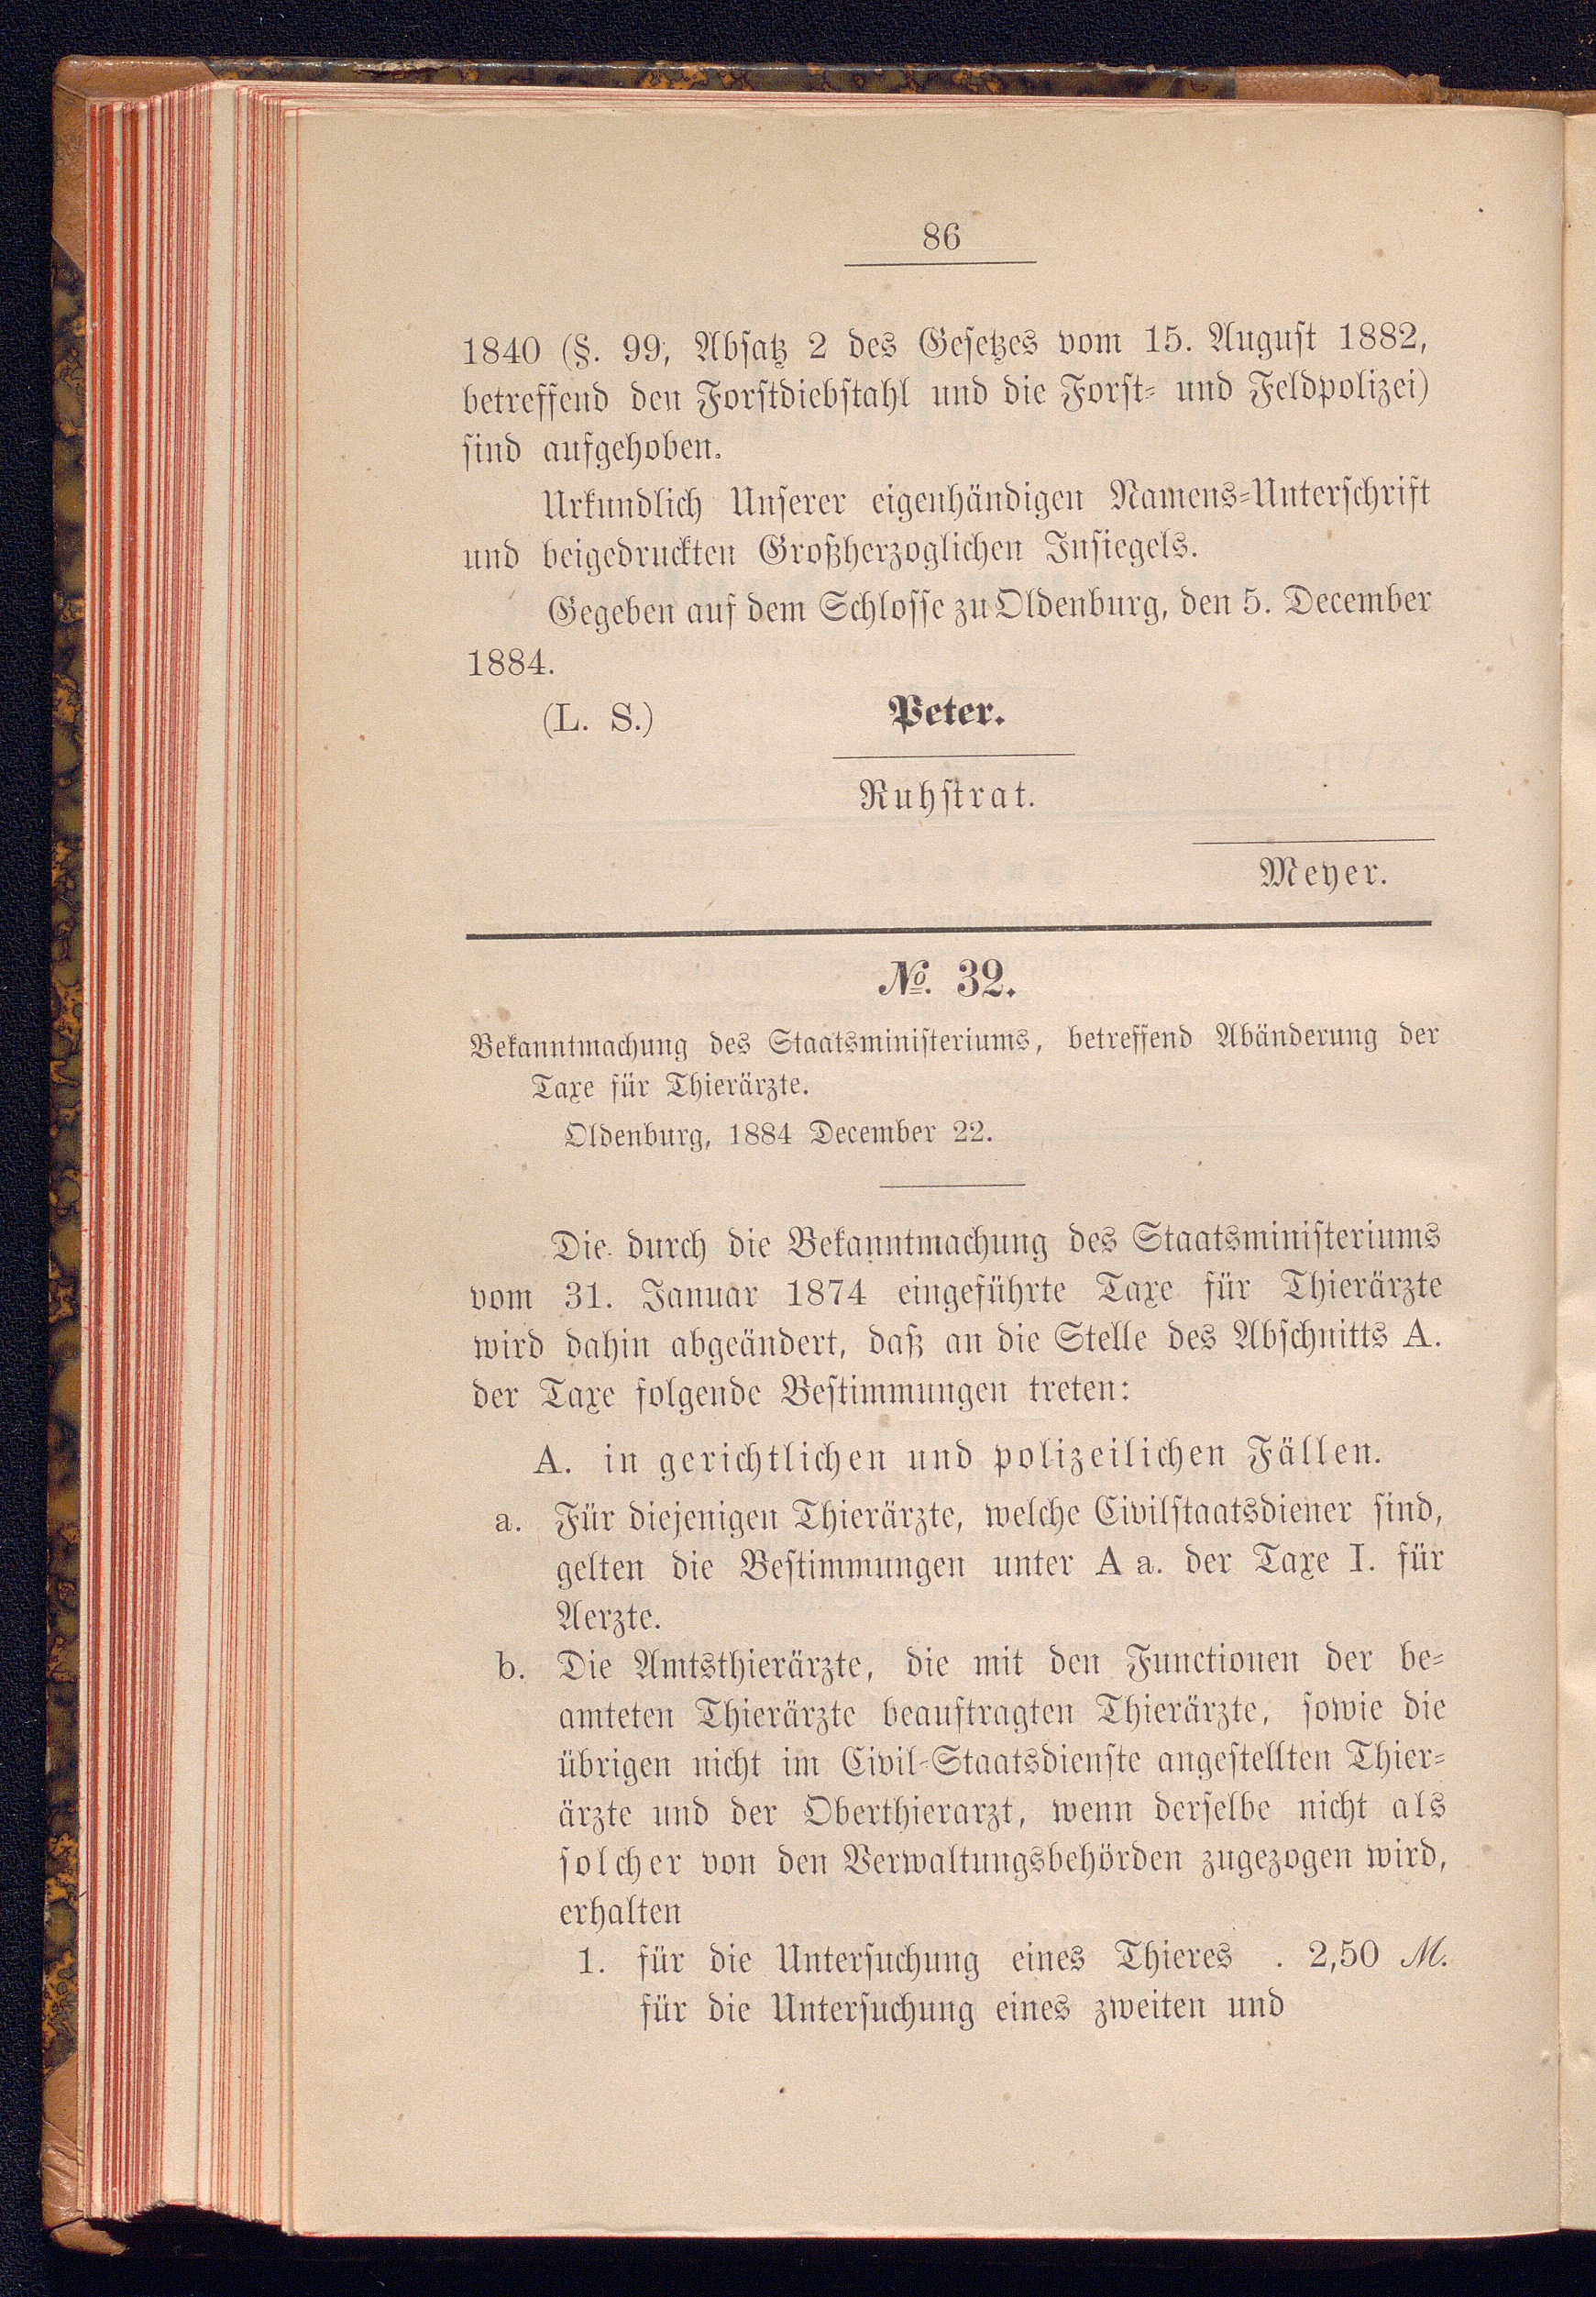 86
1840 (§. 99, Absatz 2 des Gesetzes vom 15. August 1882,
betreffend den Forstdiebstahl und die Forst- und Feldpolizei)
sind aufgehoben.
Urkundlich Unserer eigenhändigen Namens-Unterschrift
und beigedruckten Großherzoglichen Insiegels.
Gegeben auf dem Schlosse zu Oldenburg, den 5. December
1884.
(L. S.) Peter.
Ruhstrat.
Meyer.
№. 32.
Bekanntmachung des Staatsministeriums, betreffend Abänderung der
Taxe für Thierärzte.
Oldenburg, 1884 December 22.
Die durch die Bekanntmachung des Staatsministeriums
vom 31. Januar 1874 eingeführte Taxe für Thierärzte
wird dahin abgeändert, daß an die Stelle des Abschnitts A.
der Taxe folgende Bestimmungen treten:
A. in gerichtlichen und polizeilichen Fällen.
a. Für diejenigen Thierärzte, welche Civilstaatsdiener sind,
gelten die Bestimmungen unter A a. der Taxe I. für
Aerzte.
b. Die Amtsthierärzte, die mit den Functionen der be-
amteten Thierärzte beauftragten Thierärzte, sowie die
übrigen nicht im Civil-Staatsdienste angestellten Thier-
ärzte und der Oberthierarzt, wenn derselbe nicht als
solcher von den Verwaltungsbehörden zugezogen wird,
erhalten
1. für die Untersuchung eines Thieres . 2,50 M.
für die Untersuchung eines zweiten und